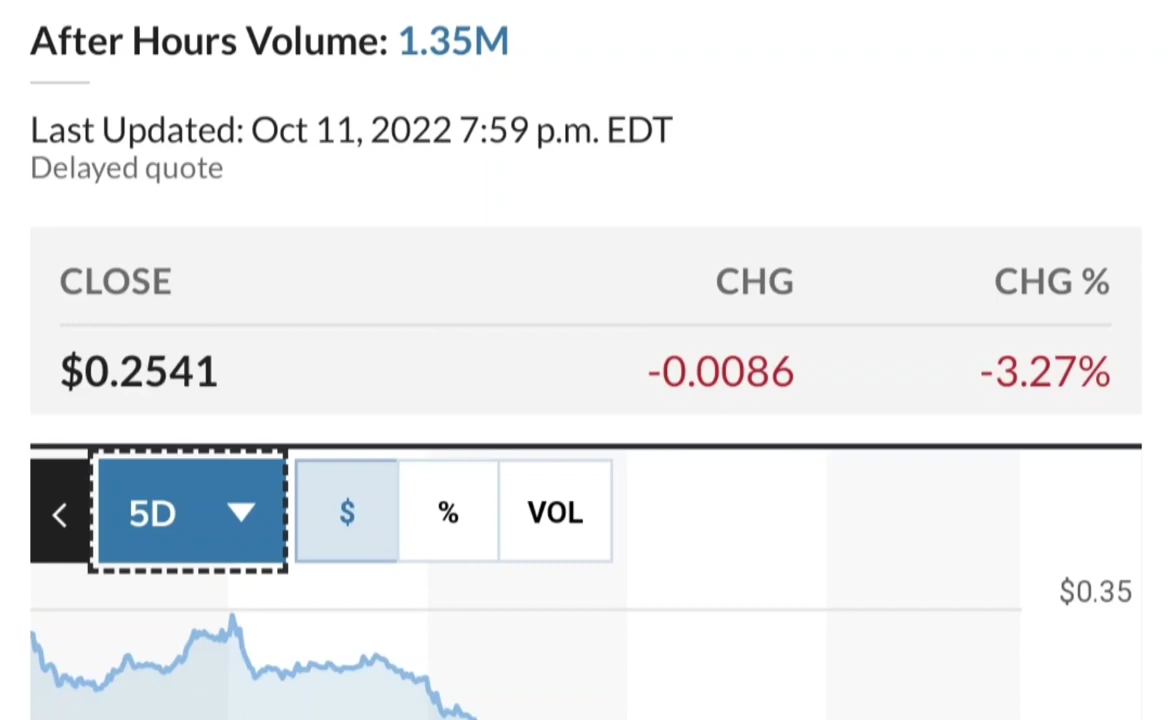 After Hours Volume: 1.35M
Last Updated: Oct 11, 2022 7:59 p.m. EDT
Delayed quote
CLOSE CHG CHG %
$0.2541 -0.0086 -3.27%
5D $ % VOL
$0.35